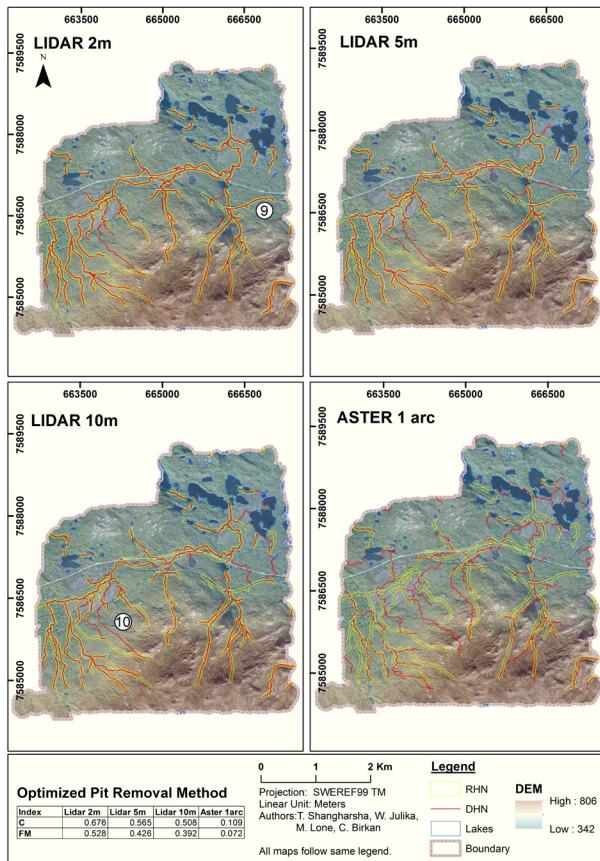 663500 665000 666500
LIDAR 2m
LIDAR 5m
N
7589500
7588000
7586500
7585000
9
663500 665000 666500
7589500
7588000
7586500
7585000
663500 665000 666500
LIDAR 10m
ASTER 1 arc
7589500
7588000
7586500
7585000
10
663500 665000 666500
7589500
7588000
7586500
7585000
Optimized Pit Removal Method
Index Lidar 2m Lidar 5m Lidar 10m Aster 1arc
C 0.676 0.565 0.508 0.109
FM 0.528 0.426 0.392 0.072
0 1 2 Km
Projection: SWEREF99 TM
Linear Unit: Meters
Authors:T. Shangharsha, W. Julika,
M. Lone, C. Birkan
All maps follow same legend.
Legend
RHN
DHN
Lakes
Boundary
DEM
High : 806
Low : 342